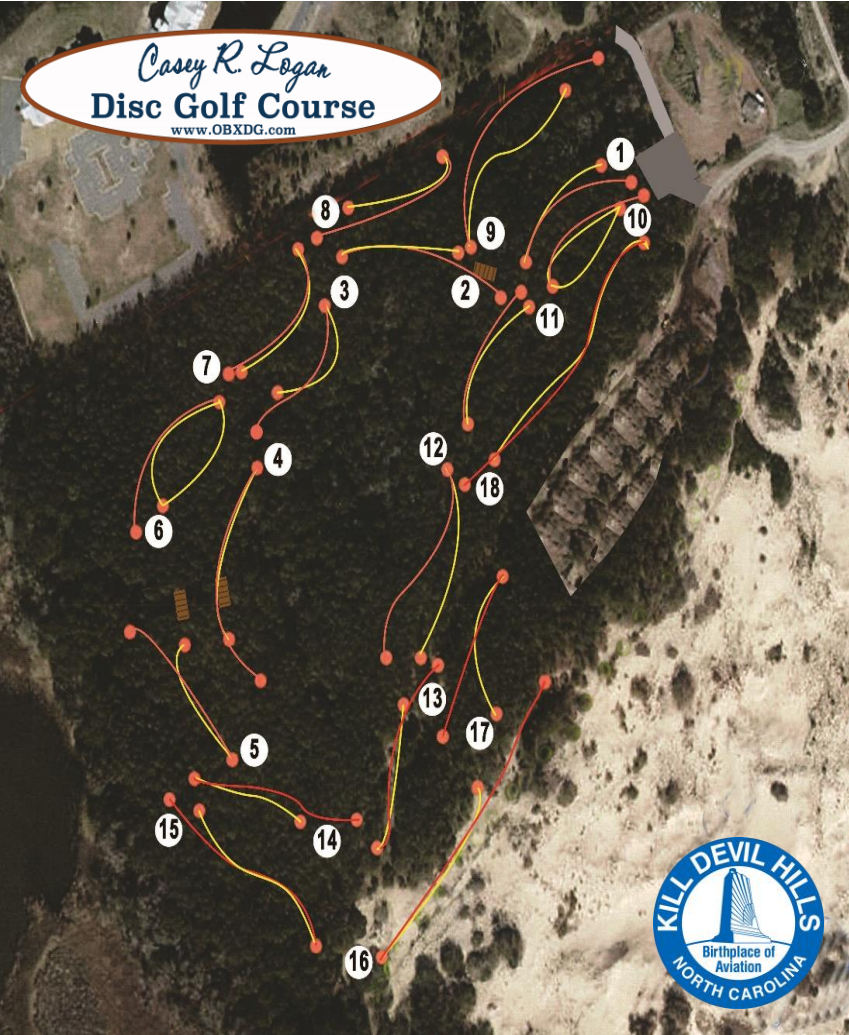 Casey R. Logan
Disc Golf Course
www.OBXDG.com
1
8
9
10
2
3
11
7
12
4
18
6
13
17
5
15
14
16
KILL DEVIL HILLS
Birthplace of
Aviation
NORTH CAROLINA